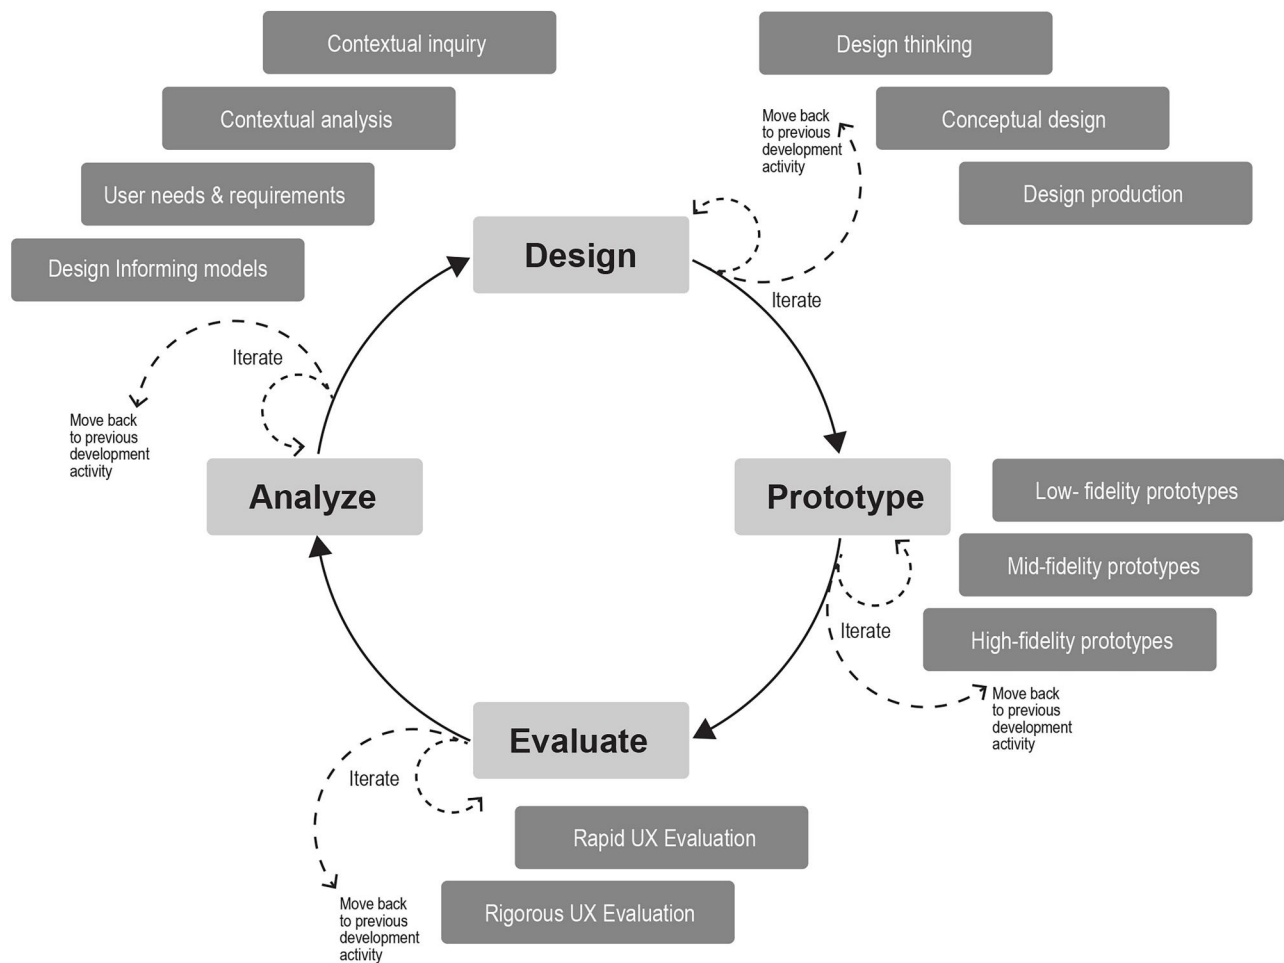 Contextual inquiry
Design thinking
Contextual analysis
Move back
to previous
development
activity
Conceptual design
User needs & requirements
Design production
Design
Design Informing models
Iterate
Iterate
Move back
to previous
development
activity
Analyze
Prototype
Low- fidelity prototypes
Mid-fidelity prototypes
Iterate
High-fidelity prototypes
Move back
to previous
development
activity
Evaluate
Iterate
Rapid UX Evaluation
Move back
to previous
development
activity
Rigorous UX Evaluation